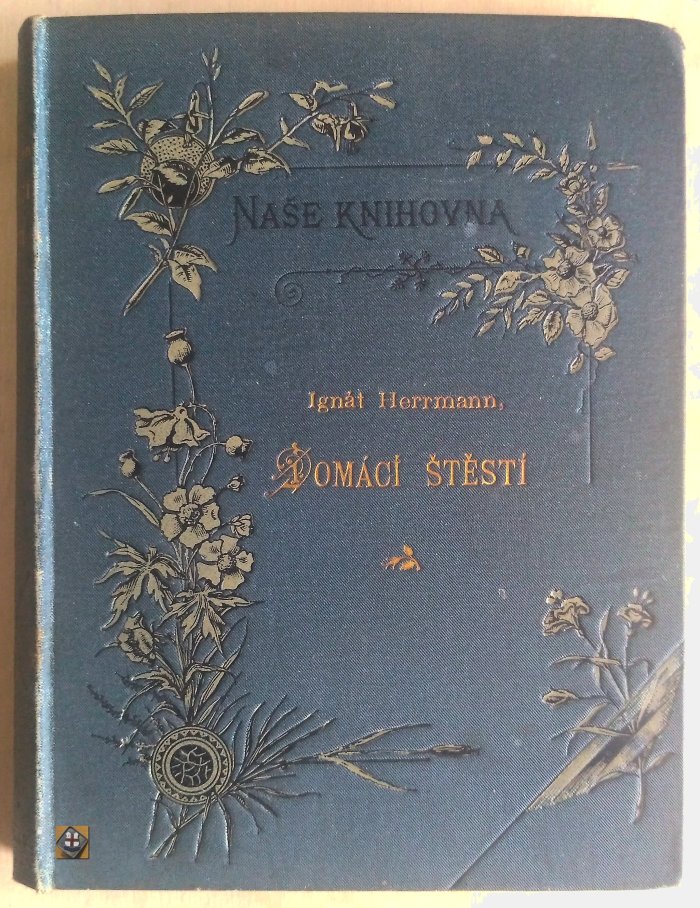 NAŠE KNIHOVNA
Ignát Herrmann,
DOMÁCÍ ŠTĚSTÍ